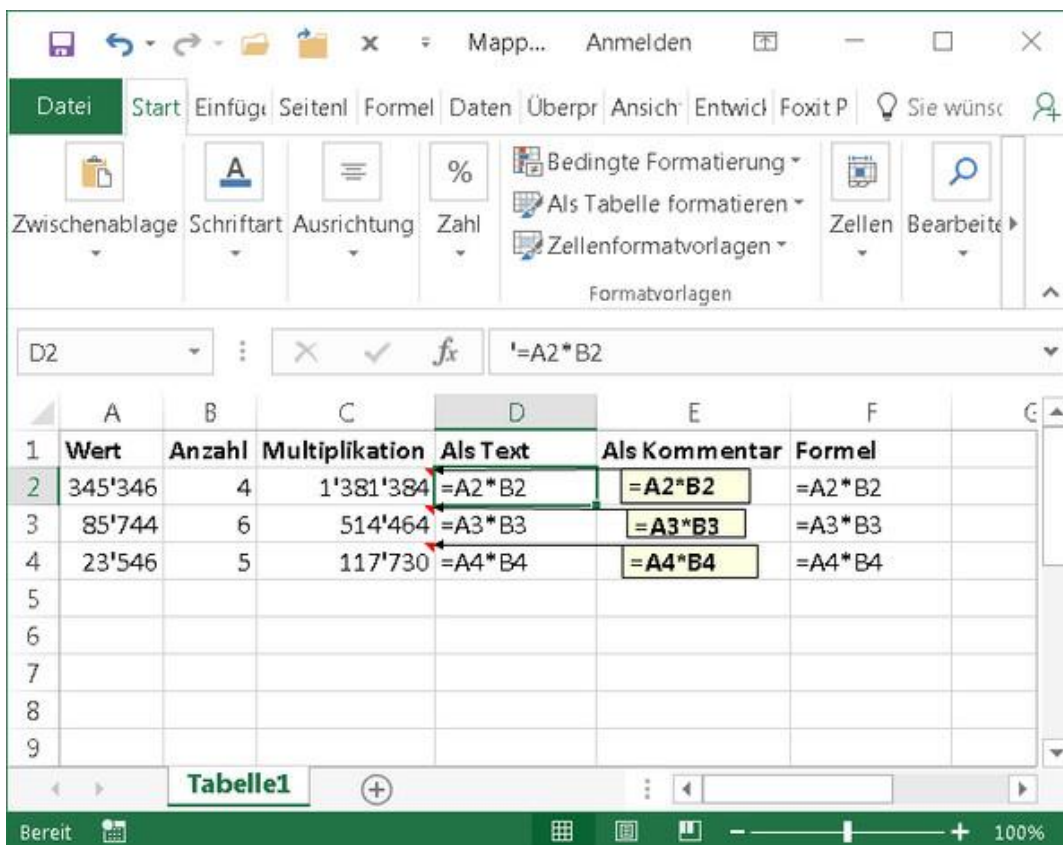 Mapp... Anmelden
Datei Start Einfüg Seitenl Formel Daten Überpr Ansich Entwicl Foxit P Sie wünsc
Zwischenablage Schriftart Ausrichtung % Zahl Bedingte Formatierung Zellen Bearbeite
Als Tabelle formatieren
Zellenformatvorlagen
Formatvorlagen
D2 fx '=A2*B2
A B C D E F G
1 Wert Anzahl Multiplikation Als Text Als Kommentar Formel
2 345'346 4 1'381'384 =A2*B2 =A2*B2 =A2*B2
3 85'744 6 514'464 =A3*B3 =A3*B3 =A3*B3
4 23'546 5 117'730 =A4*B4 =A4*B4 =A4*B4
5
6
7
8
9
Tabelle1
Bereit 100%